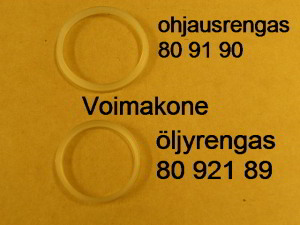 ohjausrengas
80 91 90
Voimakone
öljyrengas
80 921 89